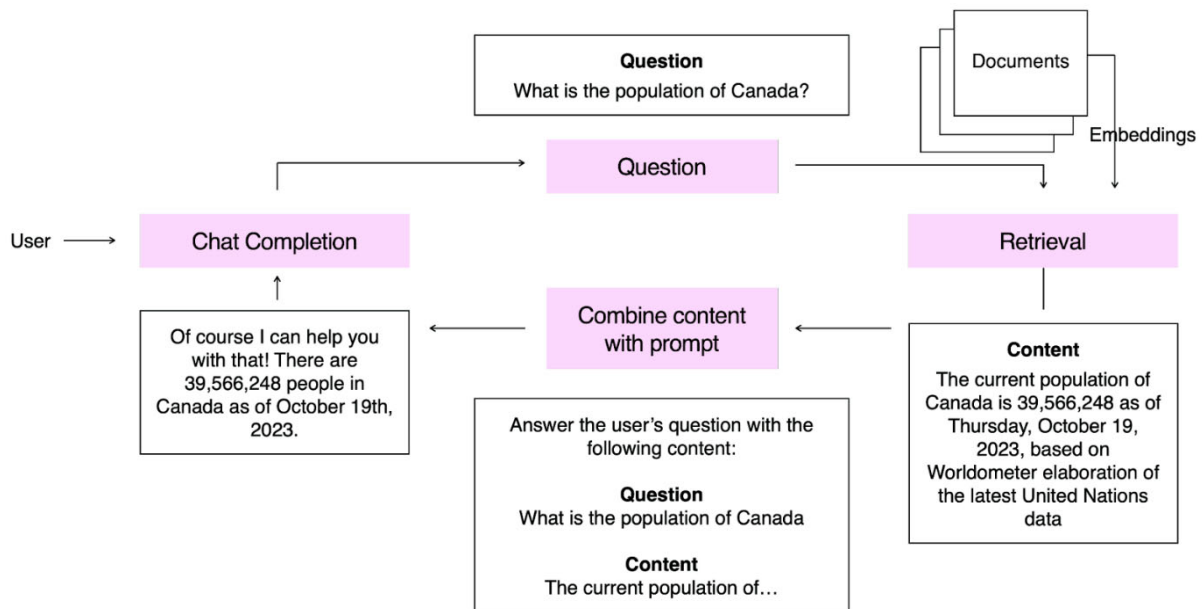 Question
What is the population of Canada?
Documents
Embeddings
Question
User
Chat Completion
Retrieval
Of course I can help you
with that! There are
39,566,248 people in
Canada as of October 19th,
2023.
Combine content
with prompt
Content
The current population of
Canada is 39,566,248 as of
Thursday, October 19,
2023, based on
Worldometer elaboration of
the latest United Nations
data
Answer the user’s question with the
following content:
Question
What is the population of Canada
Content
The current population of…